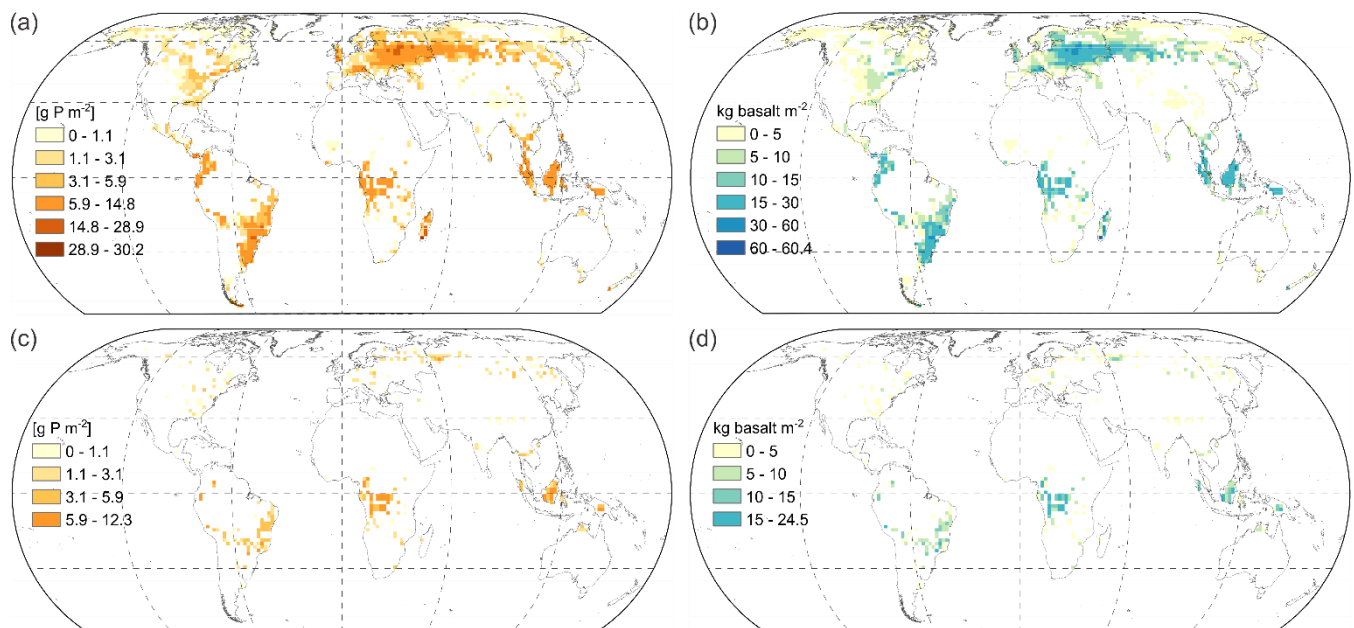 (a)
[g P m⁻²]
0 - 1.1
1.1 - 3.1
3.1 - 5.9
5.9 - 14.8
14.8 - 28.9
28.9 - 30.2
(b)
kg basalt m⁻²
0 - 5
5 - 10
10 - 15
15 - 30
30 - 60
60 - 60.4
(c)
[g P m⁻²]
0 - 1.1
1.1 - 3.1
3.1 - 5.9
5.9 - 12.3
(d)
kg basalt m⁻²
0 - 5
5 - 10
10 - 15
15 - 24.5